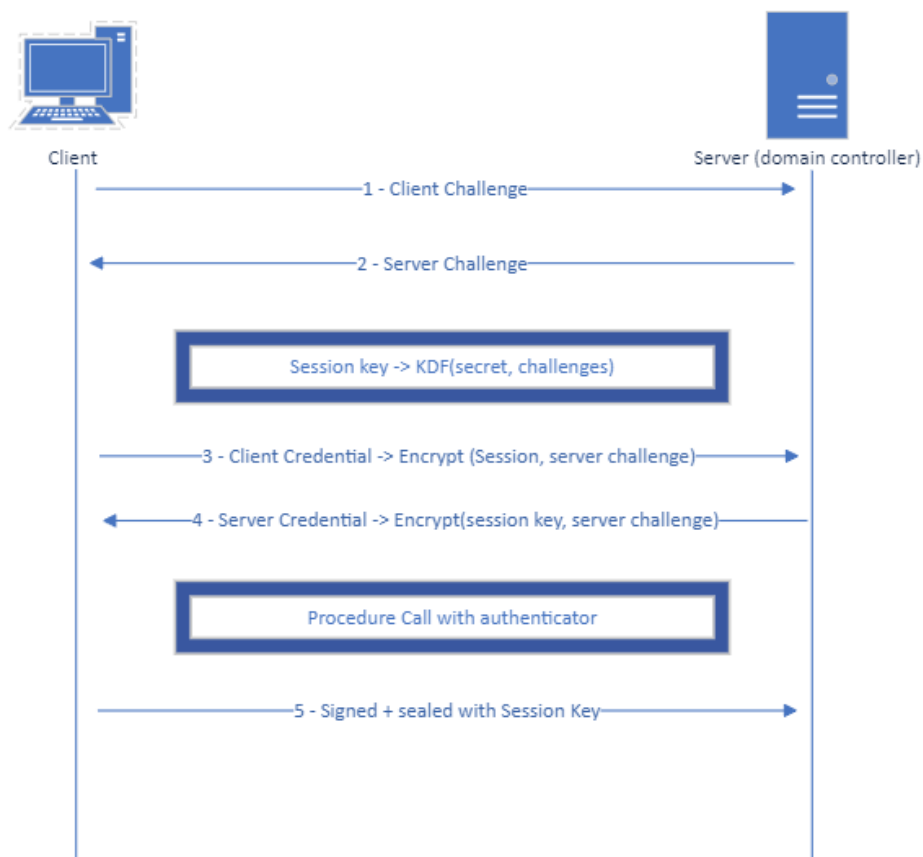 Client
Server (domain controller)
1 - Client Challenge
2 - Server Challenge
Session key -> KDF(secret, challenges)
3 - Client Credential -> Encrypt (Session, server challenge)
4 - Server Credential -> Encrypt(session key, server challenge)
Procedure Call with authenticator
5 - Signed + sealed with Session Key